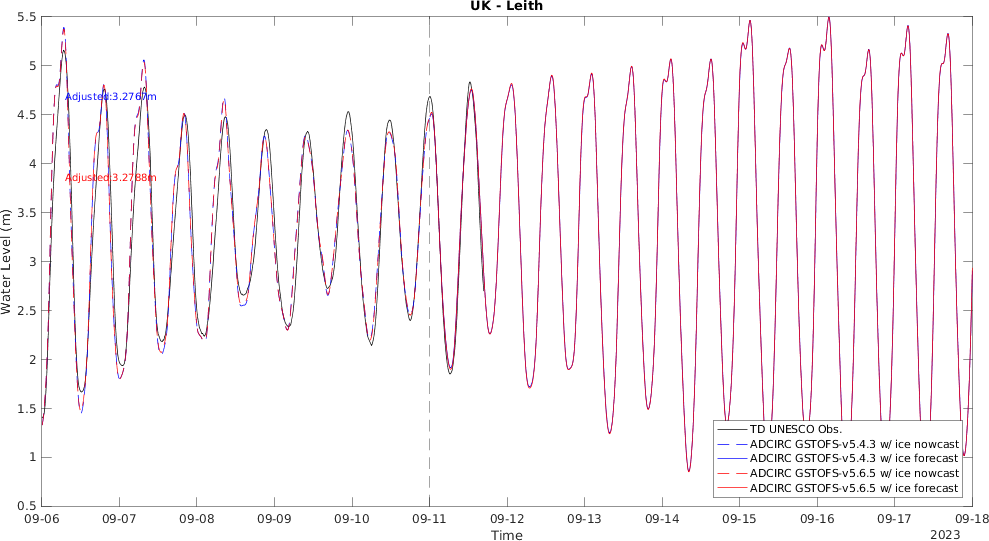 UK - Leith
5.5
5
4.5
4
3.5
3
2.5
2
1.5
1
0.5
Water Level (m)
Adjusted:3.2767m
Adjusted:3.2788m
TD UNESCO Obs.
ADCIRC GSTOFS-v5.4.3 w/ ice nowcast
ADCIRC GSTOFS-v5.4.3 w/ ice forecast
ADCIRC GSTOFS-v5.6.5 w/ ice nowcast
ADCIRC GSTOFS-v5.6.5 w/ ice forecast
09-06 09-07 09-08 09-09 09-10 09-11 09-12 09-13 09-14 09-15 09-16 09-17 09-18
Time
2023